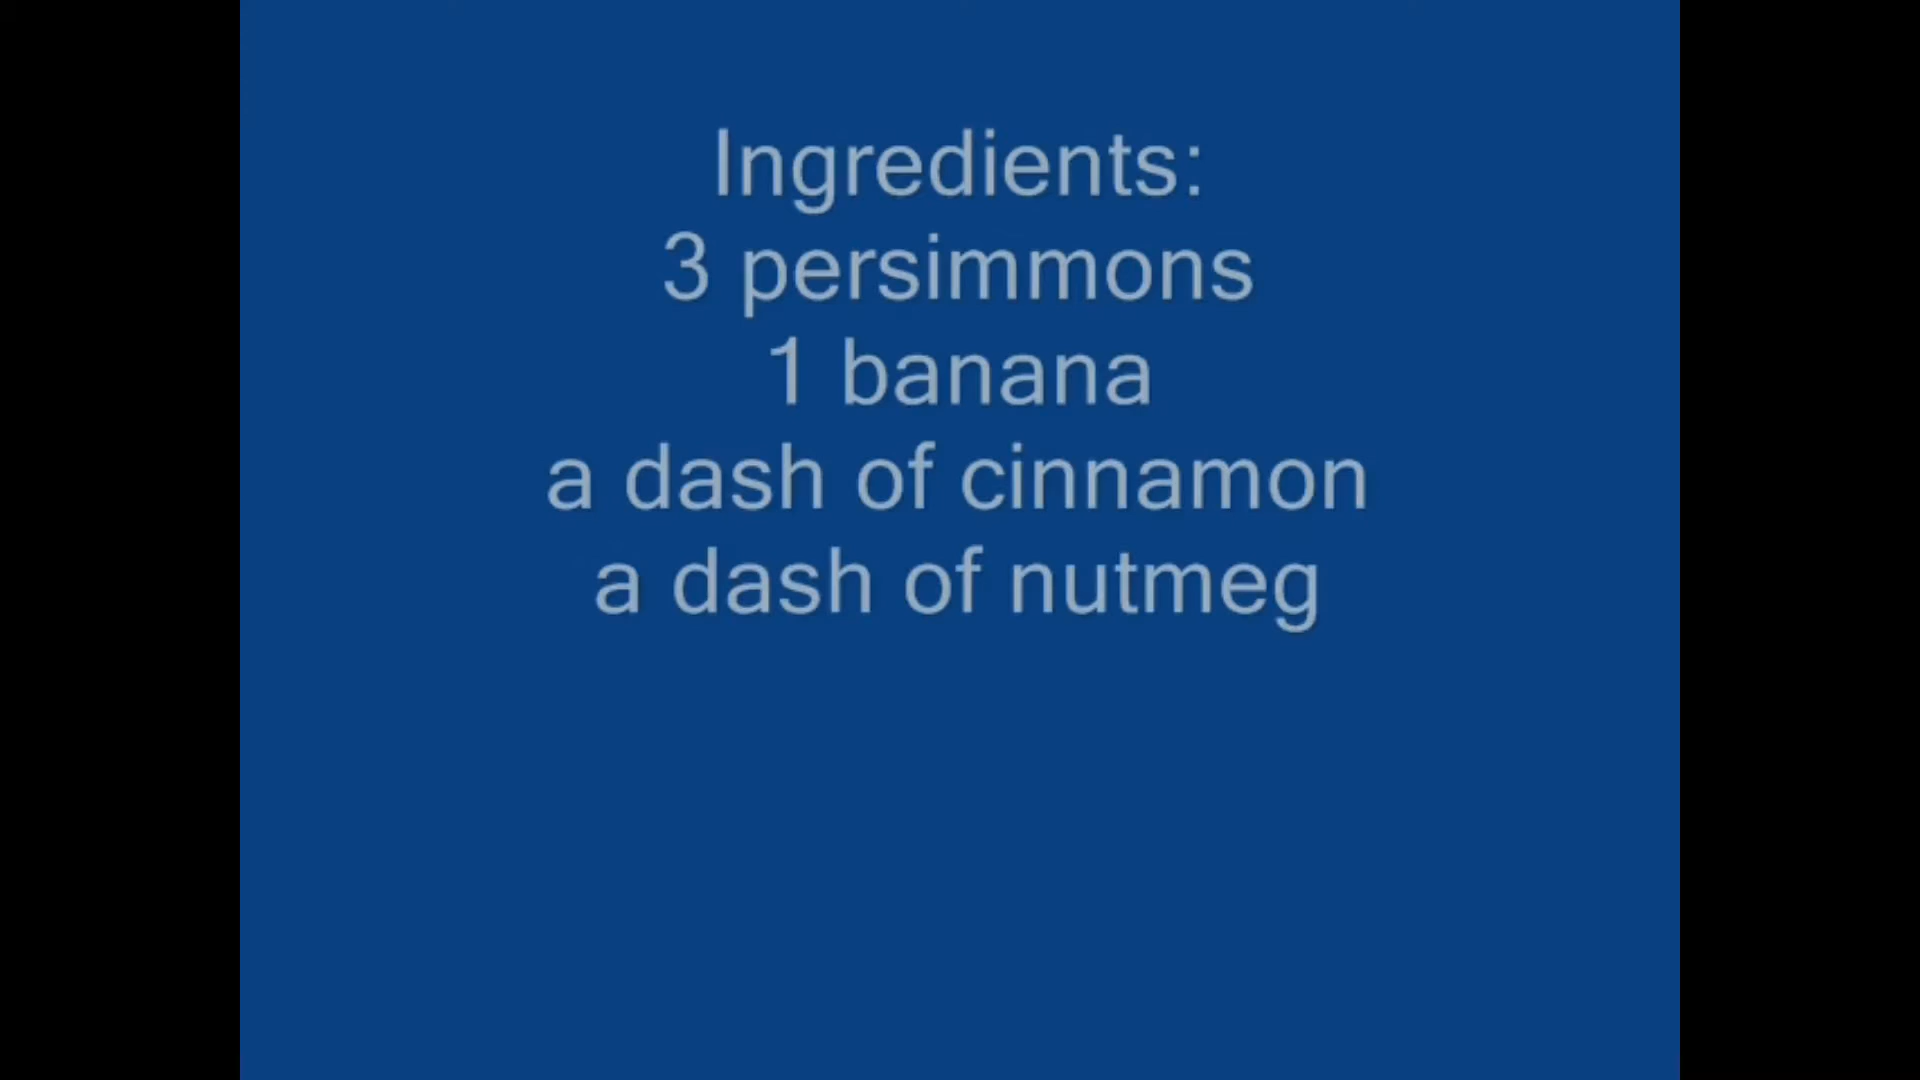 Ingredients:
3 persimmons
1 banana
a dash of cinnamon
a dash of nutmeg